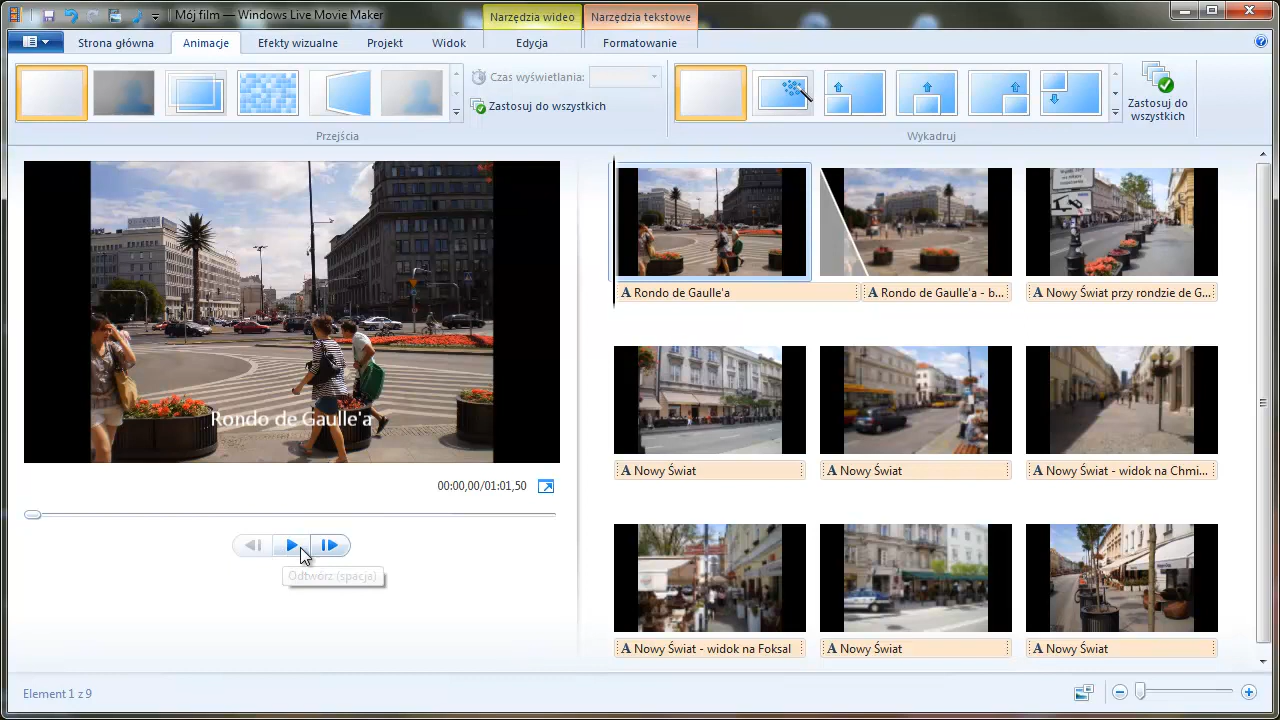 Mój film — Windows Live Movie Maker
Narzędzia wideo
Narzędzia tekstowe
Strona główna
Animacje
Efekty wizualne
Projekt
Widok
Edycja
Formatowanie
Czas wyświetlania:
Zastosuj do wszystkich
Przejścia
Zastosuj do
wszystkich
Wykadruj
Rondo de Gaulle'a
00:00,00/01:01,50
Odtwórz (spacja)
A Rondo de Gaulle'a
A Rondo de Gaulle'a - b...
A Nowy Świat przy rondzie de G...
A Nowy Świat
A Nowy Świat
A Nowy Świat - widok na Chmi...
A Nowy Świat - widok na Foksal
A Nowy Świat
A Nowy Świat
Element 1 z 9